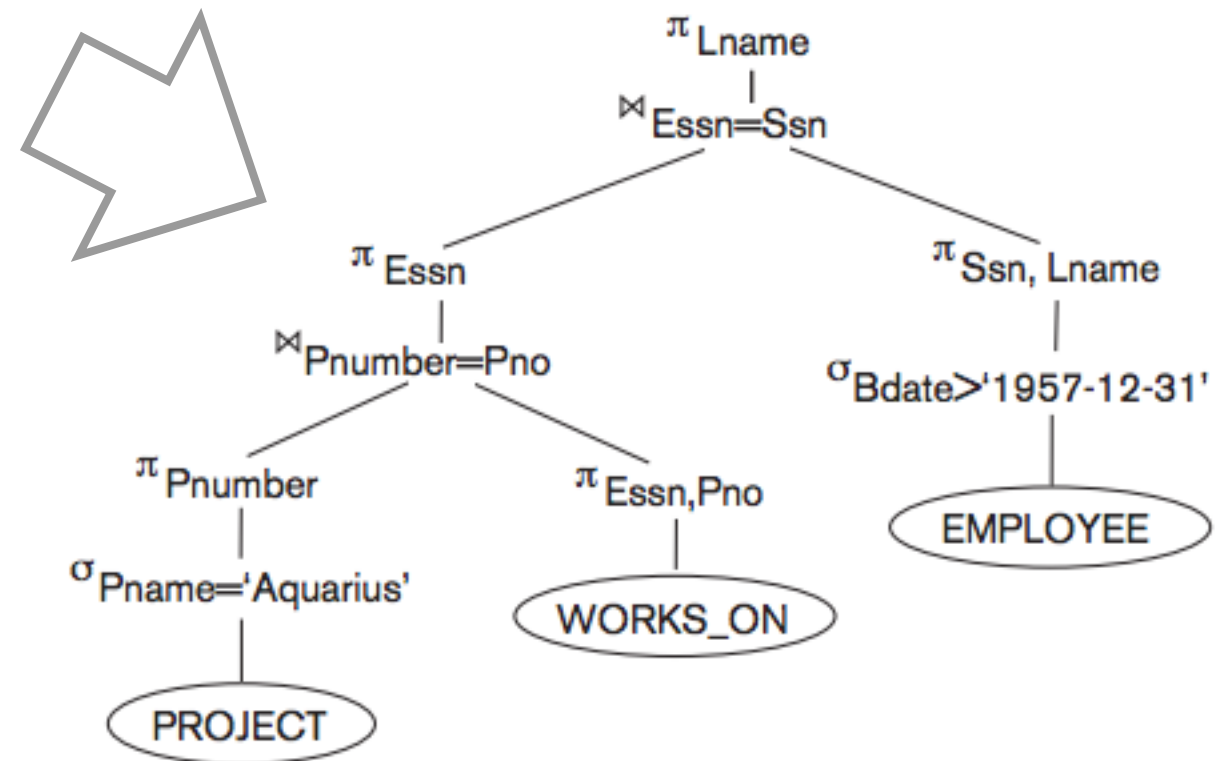 π Lname
⋈ Essn=Ssn
π Essn
π Ssn, Lname
⋈ Pnumber=Pno
σ Bdate>‘1957-12-31’
π Pnumber
π Essn,Pno
EMPLOYEE
σ Pname=‘Aquarius’
WORKS_ON
PROJECT